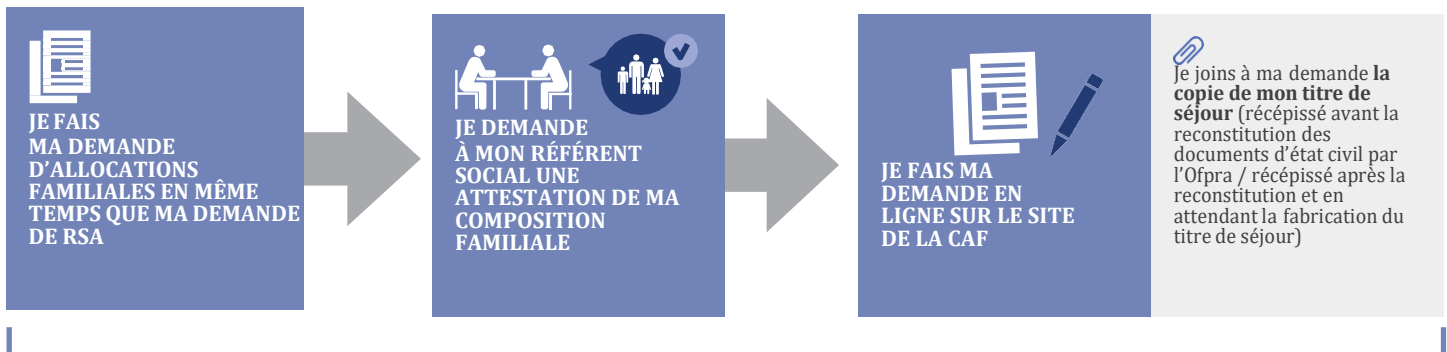 JE FAIS
MA DEMANDE
D’ALLOCATIONS
FAMILIALES EN MÊME
TEMPS QUE MA DEMANDE
DE RSA
JE DEMANDE
À MON RÉFÉRENT
SOCIAL UNE
ATTESTATION DE MA
COMPOSITION
FAMILIALE
JE FAIS MA
DEMANDE EN
LIGNE SUR LE SITE
DE LA CAF
Je joins à ma demande la
copie de mon titre de
séjour (récépissé avant la
reconstitution des
documents d’état civil par
l’Ofpra / récépissé après la
reconstitution et en
attendant la fabrication du
titre de séjour)